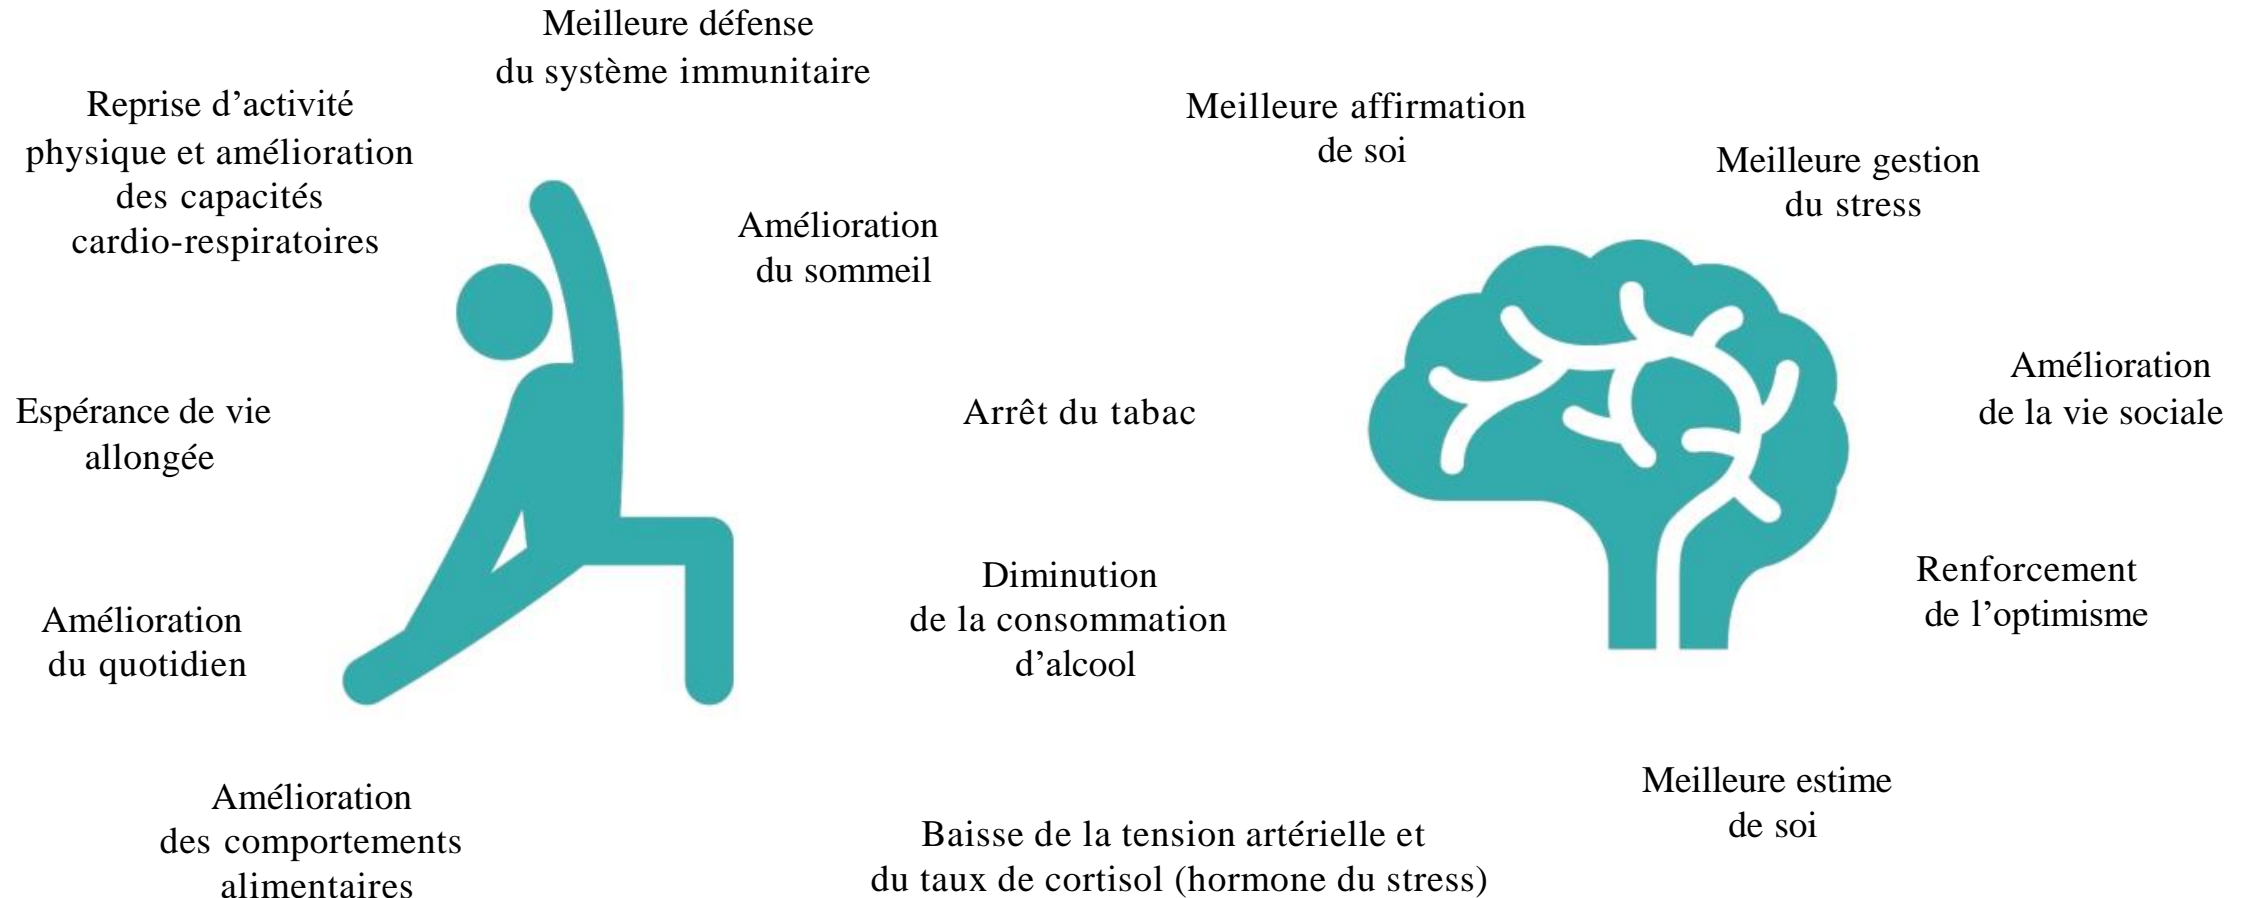 Meilleure défense
du système immunitaire
Reprise d’activité
physique et amélioration
des capacités
cardio-respiratoires
Meilleure affirmation
de soi
Meilleure gestion
du stress
Amélioration
du sommeil
Espérance de vie
allongée
Arrêt du tabac
Amélioration
de la vie sociale
Amélioration
du quotidien
Diminution
de la consommation
d’alcool
Renforcement
de l’optimisme
Amélioration
des comportements
alimentaires
Baisse de la tension artérielle et
du taux de cortisol (hormone du stress)
Meilleure estime
de soi